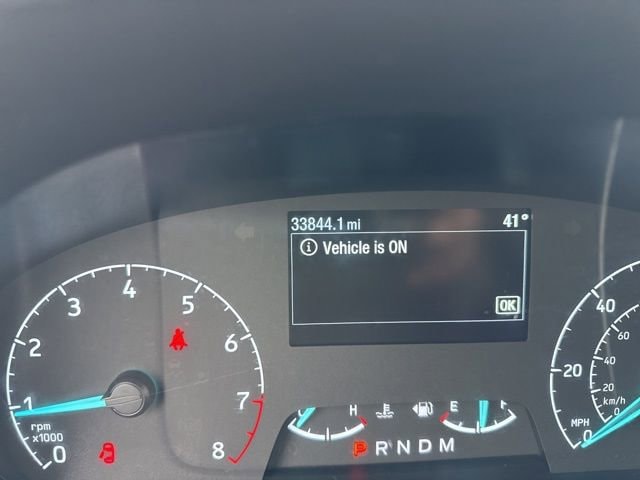 33844.1 mi 41°
Vehicle is ON
OK
0 1 2 3 4 5 6 7 8
rpm
x1000
H E F
P R N D M
0 20 40
MPH
0 20 40 60
km/h